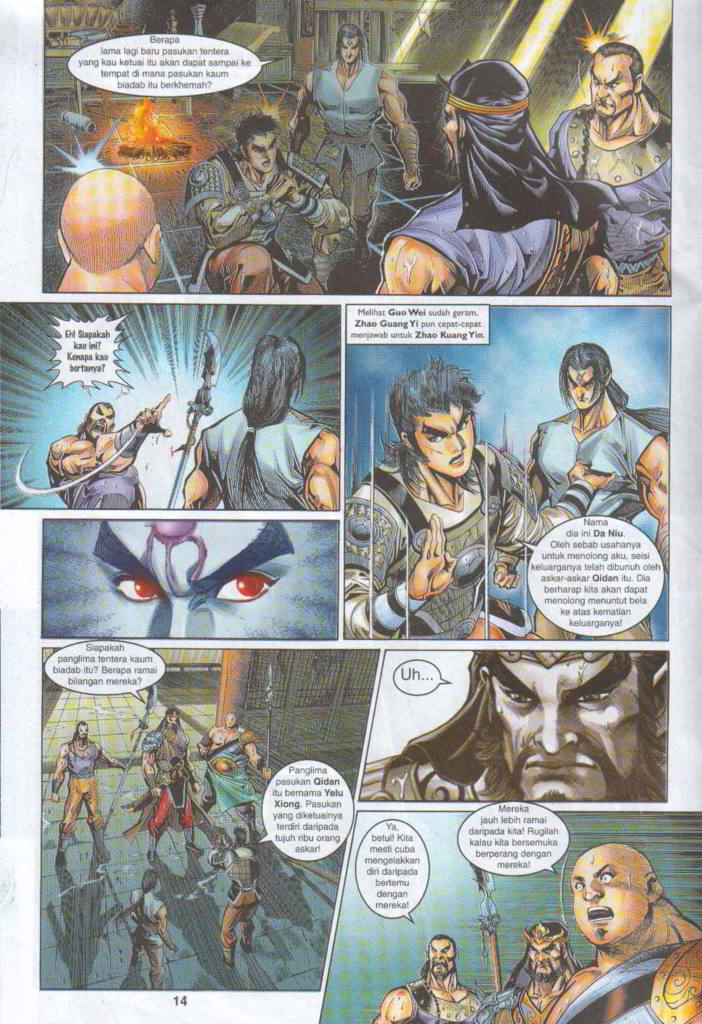 Berapa
lama lagi baru pasukan tentera
yang kau ketuai itu akan dapat sampai ke
tempat di mana pasukan kaum
biadab itu berkhemah?
Eh! Siapakah
kau ini?
Kenapa kau
bertanya?
Melihat Guo Wei sudah geram,
Zhao Guang Yi pun cepat-cepat
menjawab untuk Zhao Kuang Yin.
Nama
dia ini Da Niu.
Oleh sebab usahanya
untuk menolong aku, seisi
keluarganya telah dibunuh oleh
askar-askar Qidan itu. Dia
berharap kita akan dapat
menolong menuntut bela
ke atas kematian
keluarganya!
Siapakah
panglima tentera kaum
biadab itu? Berapa ramai
bilangan mereka?
Panglima
pasukan Qidan
itu bernama Yelu
Xiong. Pasukan
yang diketuainya
terdiri daripada
tujuh ribu orang
askar!
Uh...
Ya,
betul! Kita
mesti cuba
mengelakkan
diri daripada
bertemu
dengan
mereka!
Mereka
jauh lebih ramai
daripada kita! Rugilah
kalau kita bersemuka
berperang dengan
mereka!
14